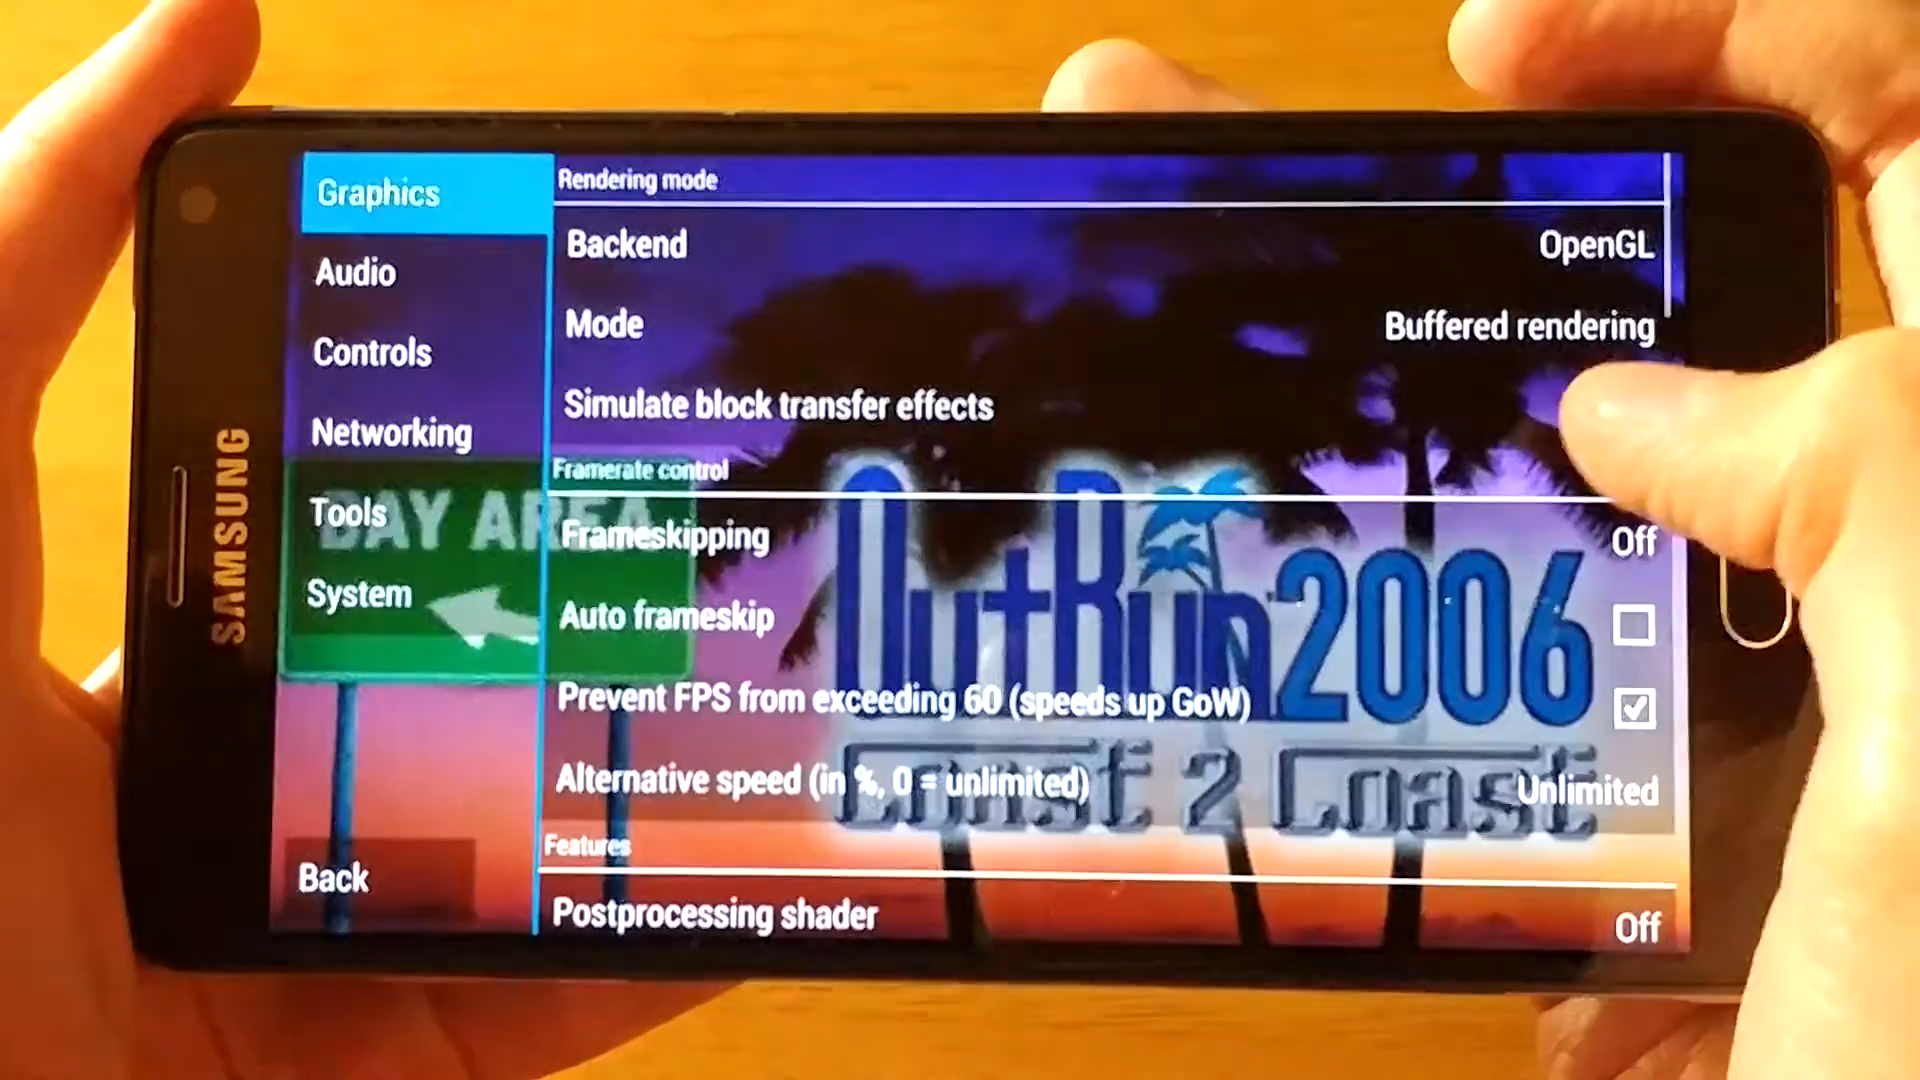 SAMSUNG
Graphics
Audio
Controls
Networking
Tools
System
Back
Rendering mode
Backend OpenGL
Mode Buffered rendering
Simulate block transfer effects
Framerate control
Frameskipping Off
Auto frameskip
Prevent FPS from exceeding 60 (speeds up GoW)
Alternative speed (in %, 0 = unlimited) Unlimited
Features
Postprocessing shader Off
BAY AREA
OutRun 2006
Coast 2 Coast